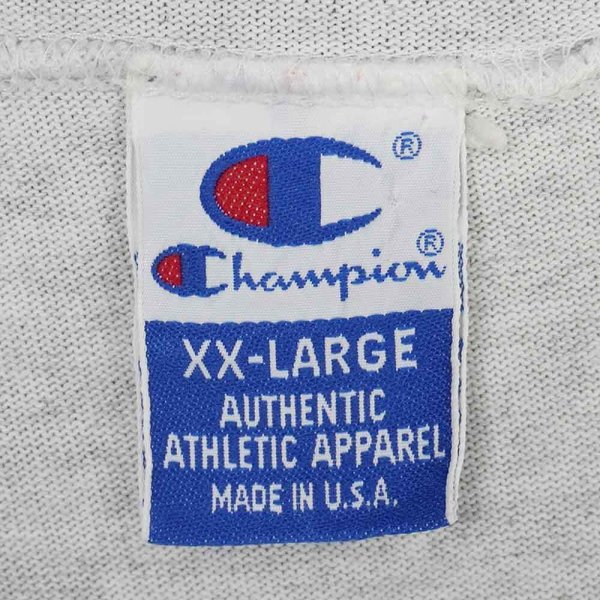 ®
Champion®
XX-LARGE
AUTHENTIC
ATHLETIC APPAREL
MADE IN U.S.A.